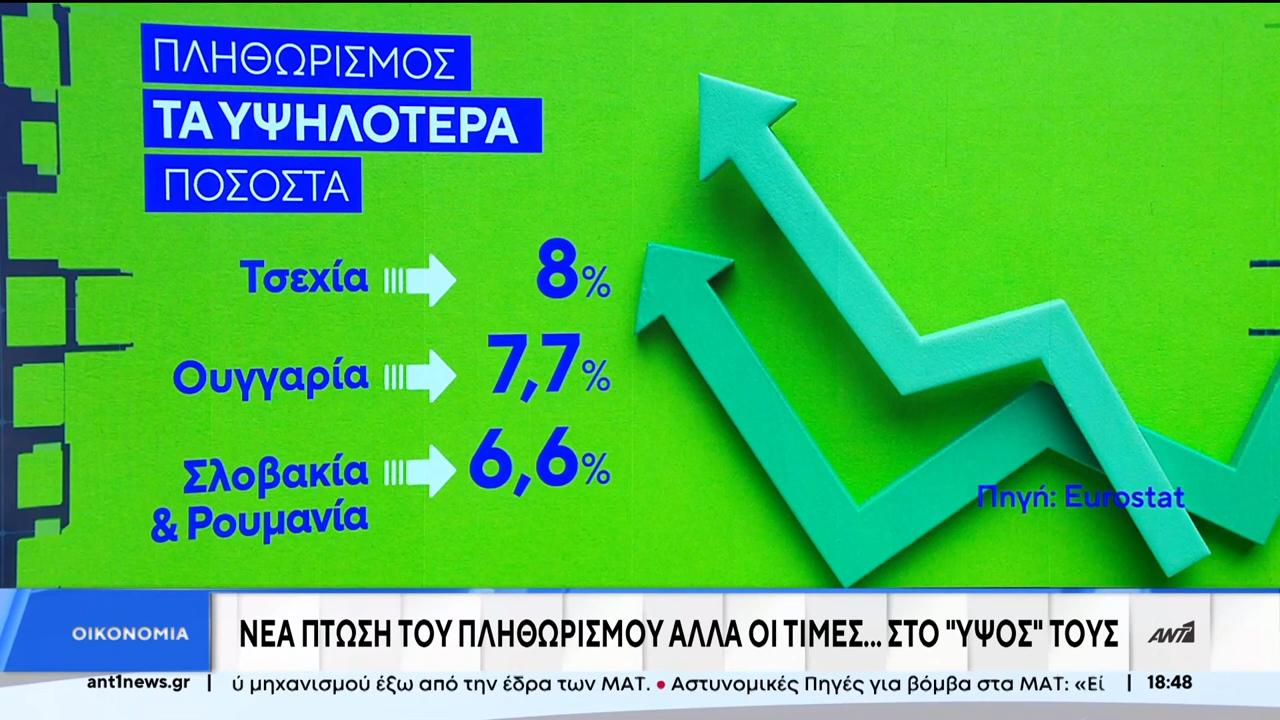 ΠΛΗΘΩΡΙΣΜΟΣ
ΤΑ ΥΨΗΛΟΤΕΡΑ
ΠΟΣΟΣΤΑ
Τσεχία 8%
Ουγγαρία 7,7%
Σλοβακία 6,6%
& Ρουμανία
Πηγή: Eurostat
ΟΙΚΟΝΟΜΙΑ
ΝΕΑ ΠΤΩΣΗ ΤΟΥ ΠΛΗΘΩΡΙΣΜΟΥ ΑΛΛΑ ΟΙ ΤΙΜΕΣ... ΣΤΟ "ΥΨΟΣ" ΤΟΥΣ
ΑΝΤ1
ant1news.gr | ύ μηχανισμού έξω από την έδρα των ΜΑΤ. • Αστυνομικές Πηγές για βόμβα στα ΜΑΤ: «Εί | 18:48